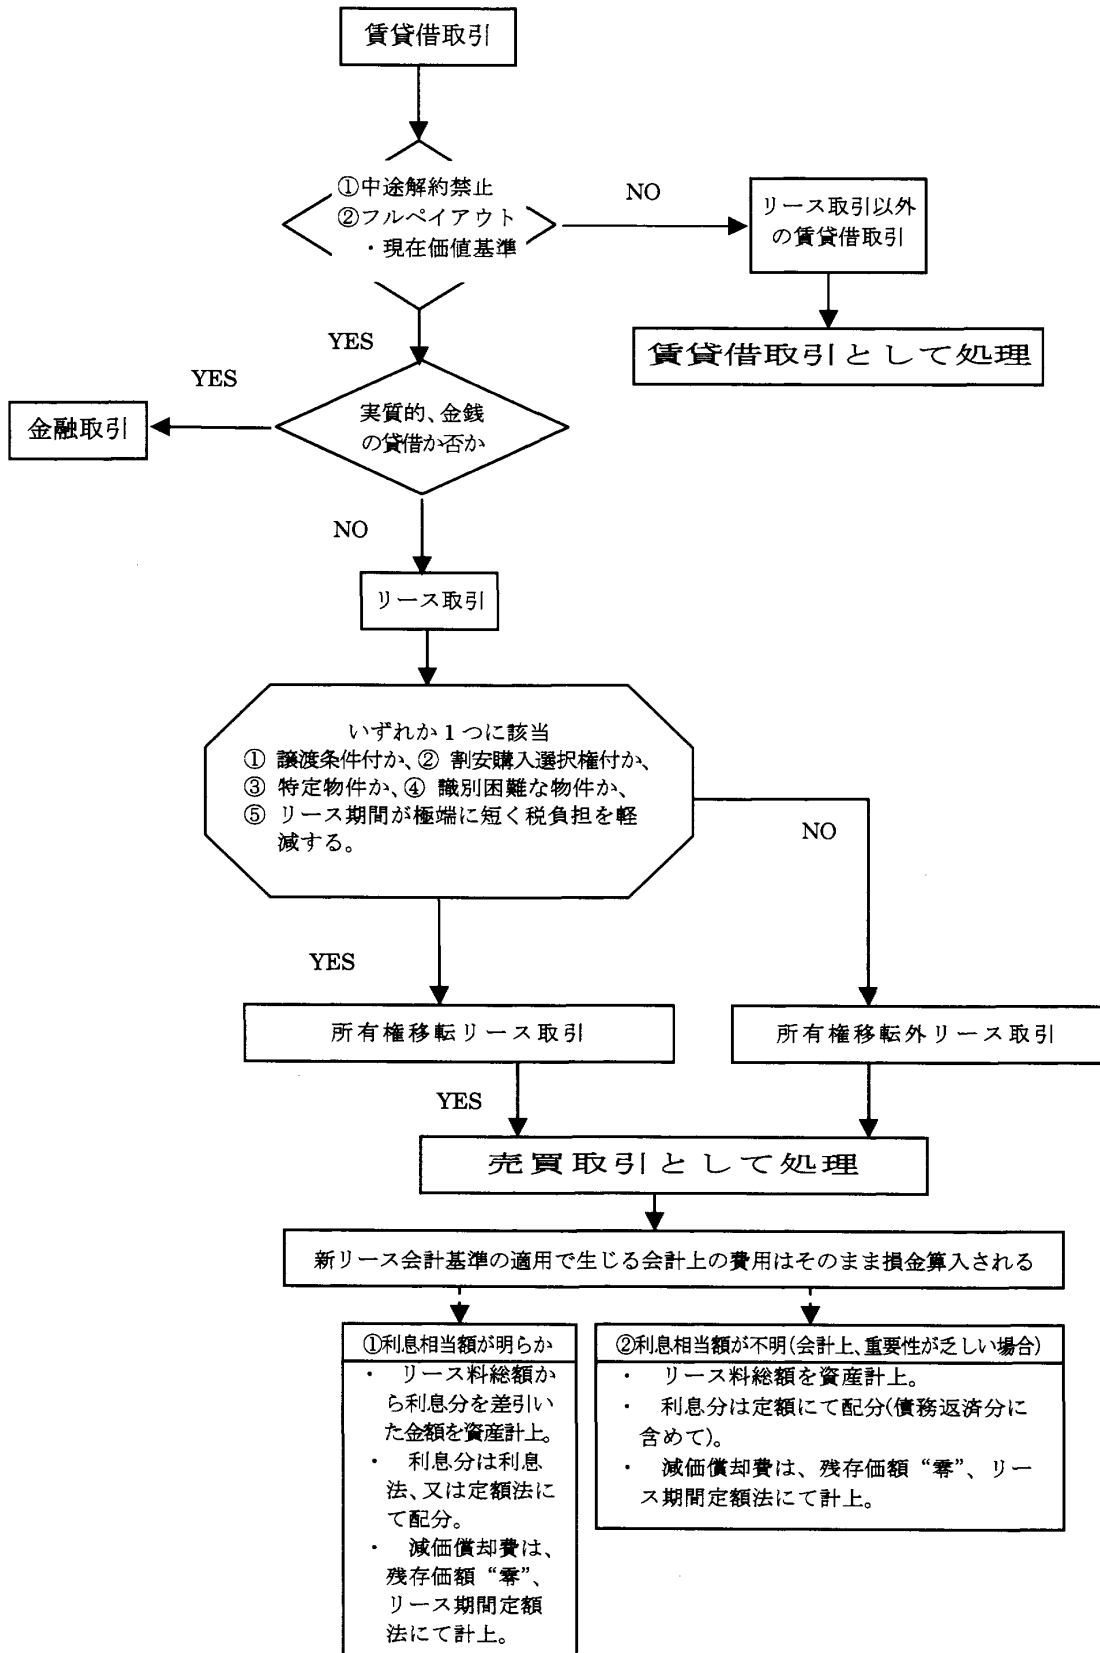 賃貸借取引
①中途解約禁止
②フルペイアウト
・現在価値基準
NO
リース取引以外
の賃貸借取引
YES
賃貸借取引として処理
YES
金融取引
実質的、金銭
の貸借か否か
NO
リース取引
いずれか1つに該当
① 譲渡条件付か、② 割安購入選択権付か、
③ 特定物件か、④ 識別困難な物件か、
⑤ リース期間が極端に短く税負担を軽
減する。
NO
YES
所有権移転リース取引
所有権移転外リース取引
YES
売買取引として処理
新リース会計基準の適用で生じる会計上の費用はそのまま損金算入される
①利息相当額が明らか
・ リース料総額か
ら利息分を差引い
た金額を資産計上。
・ 利息分は利息
法、又は定額法に
て配分。
・ 減価償却費は、
残存価額“零”、
リース期間定額
法にて計上。
②利息相当額が不明(会計上、重要性が乏しい場合)
・ リース料総額を資産計上。
・ 利息分は定額にて配分(債務返済分に
含めて)。
・ 減価償却費は、残存価額“零”、リー
ス期間定額法にて計上。